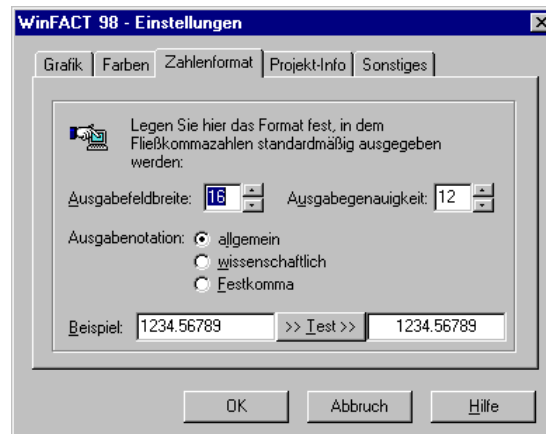 WinFACT 98 - Einstellungen
Grafik Farben Zahlenformat Projekt-Info Sonstiges
Legen Sie hier das Format fest, in dem
Fließkommazahlen standardmäßig ausgegeben
werden:
Ausgabefeldbreite: 16 Ausgabegenauigkeit: 12
Ausgabenotation: allgemein
wissenschaftlich
Festkomma
Beispiel: 1234.56789 >> Test >> 1234.56789
OK Abbruch Hilfe